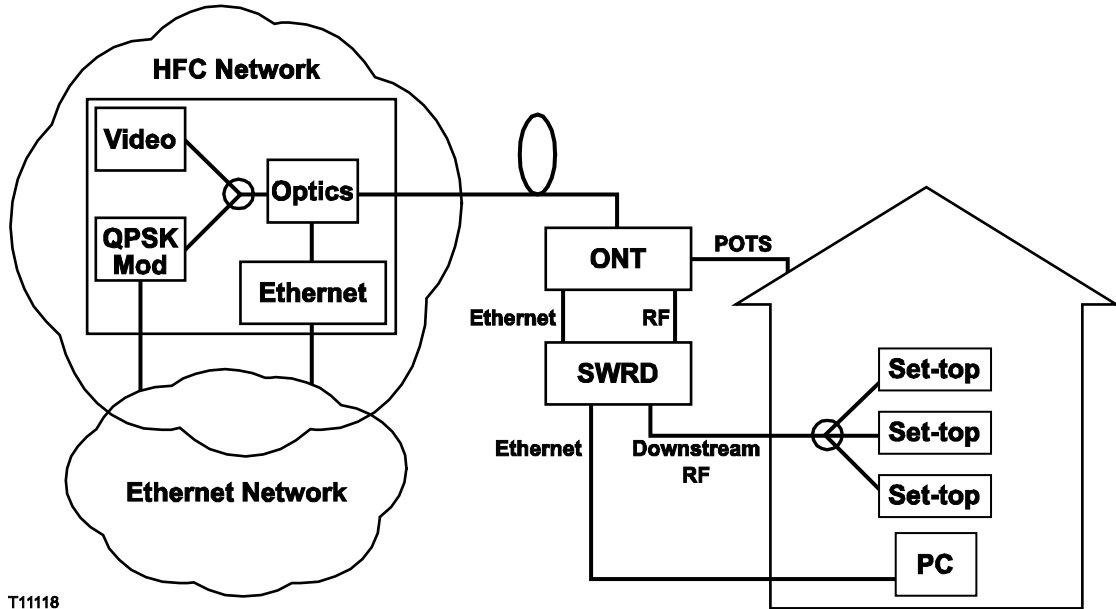 HFC Network
Video
Optics
QPSK
Mod
Ethernet
Ethernet Network
ONT
POTS
Ethernet
RF
SWRD
Ethernet
Downstream
RF
Set-top
Set-top
Set-top
PC
T11118